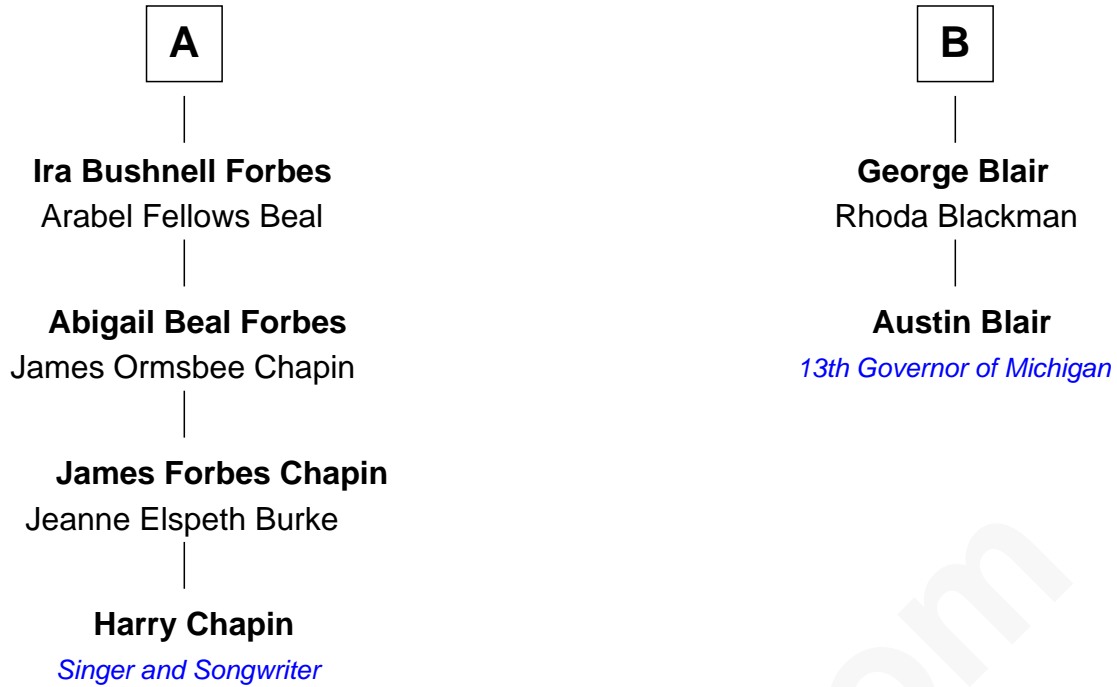 A
Ira Bushnell Forbes
Arabel Fellows Beal
Abigail Beal Forbes
James Ormsbee Chapin
James Forbes Chapin
Jeanne Elspeth Burke
Harry Chapin
Singer and Songwriter
B
George Blair
Rhoda Blackman
Austin Blair
13th Governor of Michigan
om